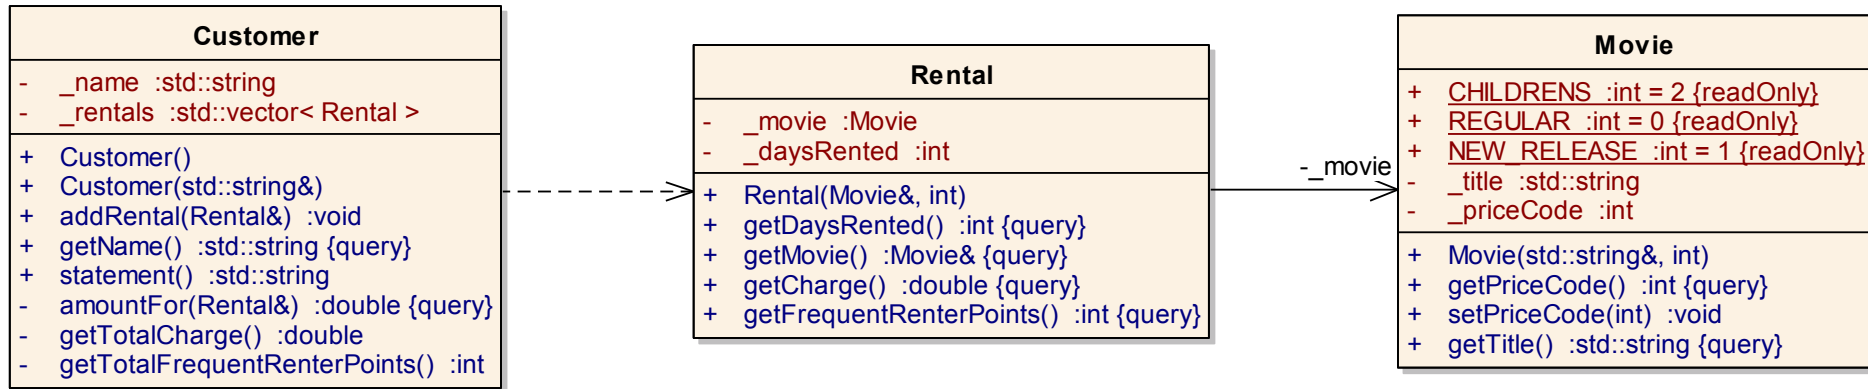 Customer
- _name :std::string
- _rentals :std::vector< Rental >
+ Customer()
+ Customer(std::string&)
+ addRental(Rental&) :void
+ getName() :std::string {query}
+ statement() :std::string
- amountFor(Rental&) :double {query}
- getTotalCharge() :double
- getTotalFrequentRenterPoints() :int
Rental
- _movie :Movie
- _daysRented :int
+ Rental(Movie&, int)
+ getDaysRented() :int {query}
+ getMovie() :Movie& {query}
+ getCharge() :double {query}
+ getFrequentRenterPoints() :int {query}
-_movie
Movie
+ CHILDRENS :int = 2 {readOnly}
+ REGULAR :int = 0 {readOnly}
+ NEW_RELEASE :int = 1 {readOnly}
- _title :std::string
- _priceCode :int
+ Movie(std::string&, int)
+ getPriceCode() :int {query}
+ setPriceCode(int) :void
+ getTitle() :std::string {query}